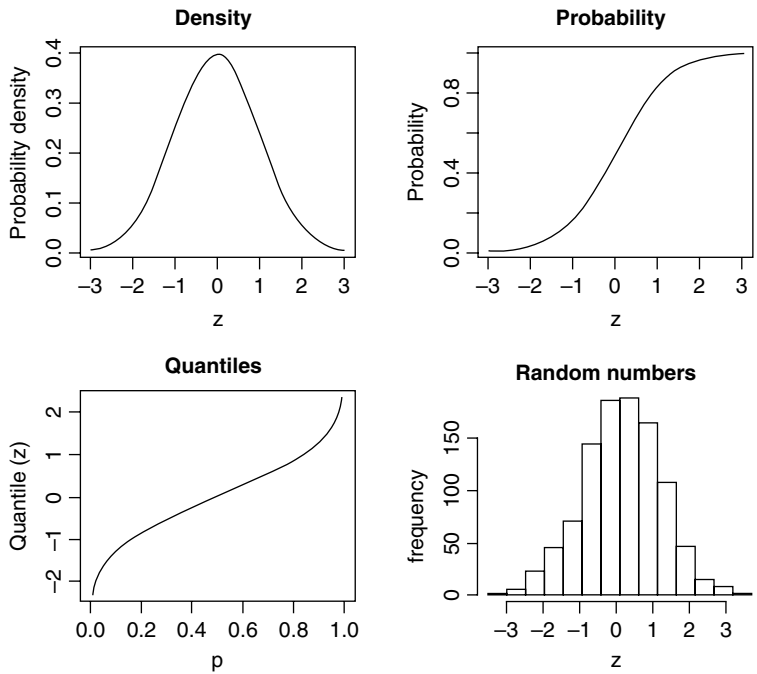 Density
Probability density
0.0 0.1 0.2 0.3 0.4
−3 −2 −1 0 1 2 3
z
Probability
Probability
0.0 0.4 0.8
−3 −2 −1 0 1 2 3
z
Quantiles
Quantile (z)
−2 −1 0 1 2
0.0 0.2 0.4 0.6 0.8 1.0
p
Random numbers
frequency
0 50 100 150
−3 −2 −1 0 1 2 3
z